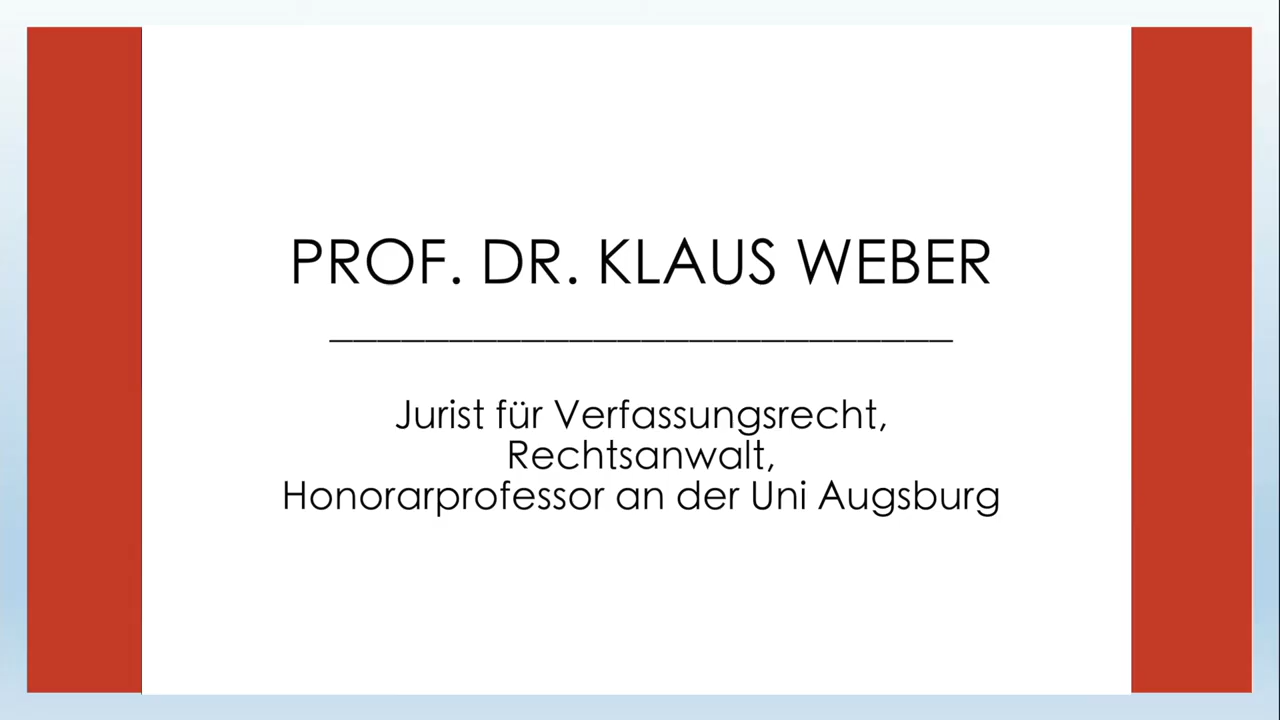 PROF. DR. KLAUS WEBER
Jurist für Verfassungsrecht,
Rechtsanwalt,
Honorarprofessor an der Uni Augsburg